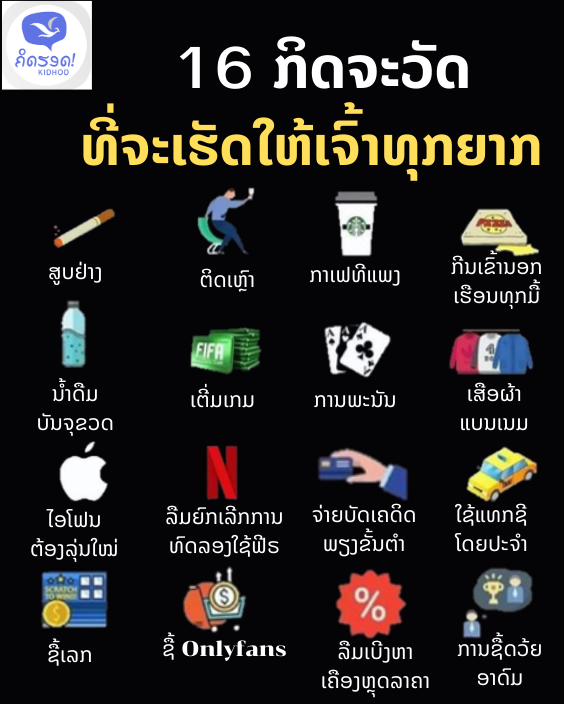 ຄິດຮອດ!
KIDHOD
16 ກິດຈະວັດ
ທີ່ຈະເຮັດໃຫ້ເຈົ້າທຸກຍາກ
ສູບຢ່າງ
ຕິດເຫຼົາ
ກາເຟທີແພງ
ກີນເຂົ້ານອກ
ເຮືອນທຸກມື້
PIZZA
FIFA
ນ້ຳດືມ
ບັນຈຸຂວດ
ເຕີ່ມເກມ
ການພະນັນ
ເສືອຜ້າ
ແບນເນມ
ໄອໂຟນ
ຕ້ອງລຸ່ນໃໝ່
ລືມຍົກເລີກການ
ທົດລອງໃຊ້ຟີຣ
ຈ່າຍບັດເຄດິດ
ພຽງຂັ້ນຕຳ
ໃຊ້ແທກຊີ
ໂດຍປະຈຳ
SCRATCH
TO WIN!
ຊື້ເລກ
ຊື້ Onlyfans
ລືມເບີງຫາ
ເຄືອງຫຼຸດລາຄາ
ການຊື້ດວ້ຍ
ອາດົມ